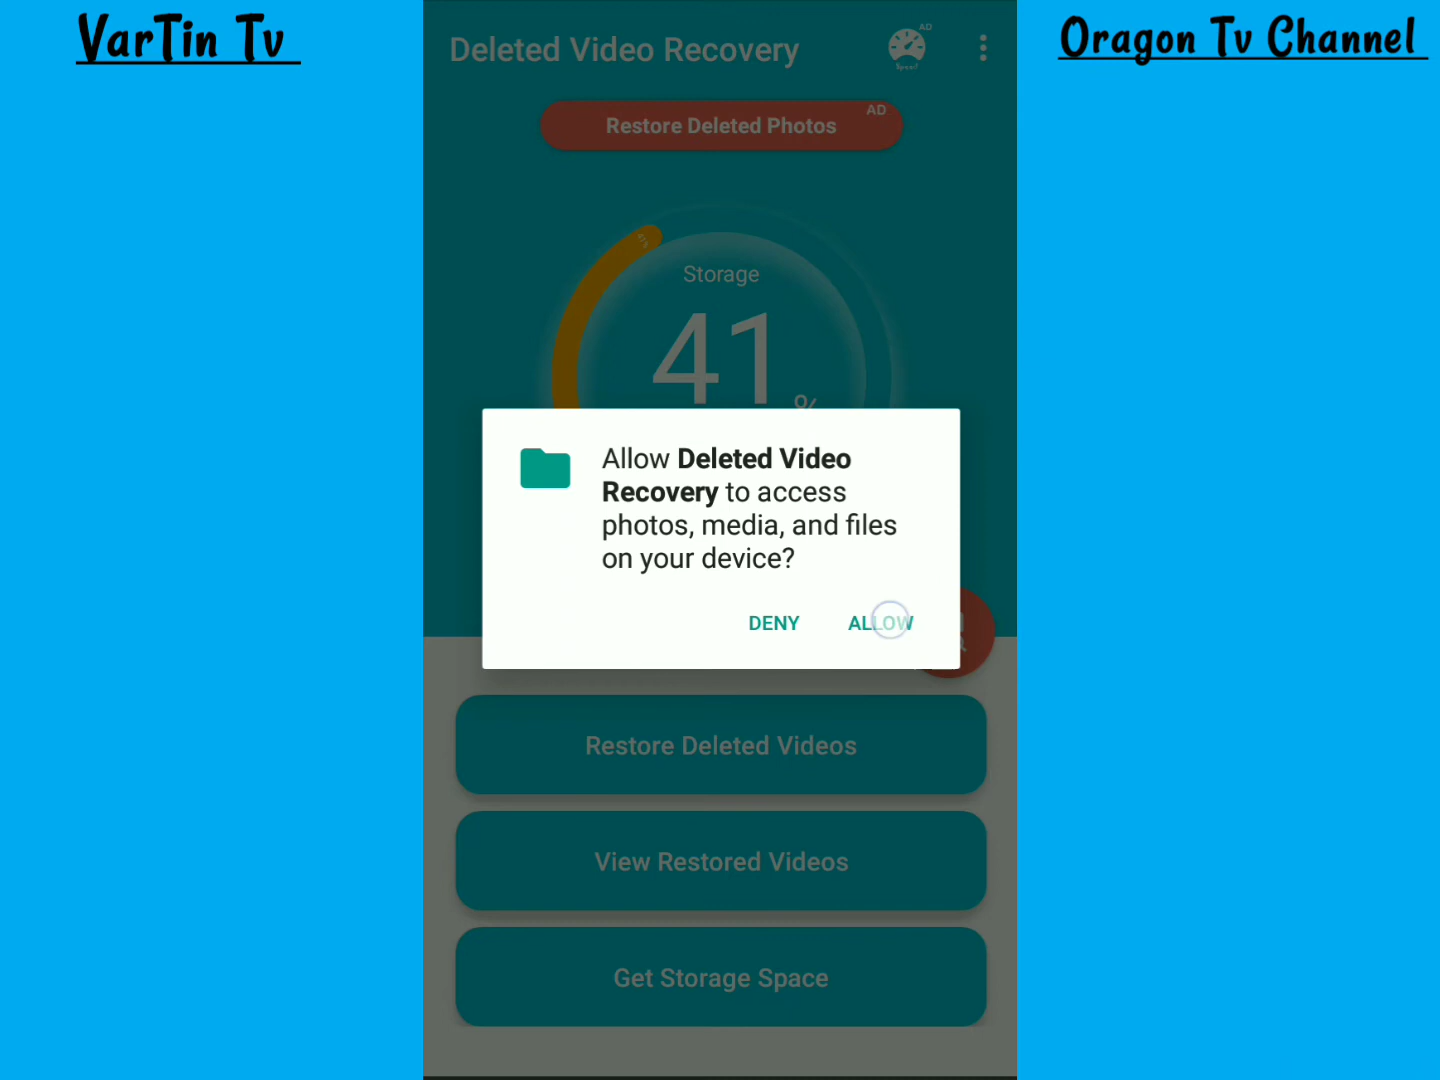 VarTin Tv
Oragon Tv Channel
Deleted Video Recovery
AD
Speed
AD
Restore Deleted Photos
41%
Storage
41
%
Allow Deleted Video
Recovery to access
photos, media, and files
on your device?
DENY
ALLOW
Restore Deleted Videos
View Restored Videos
Get Storage Space